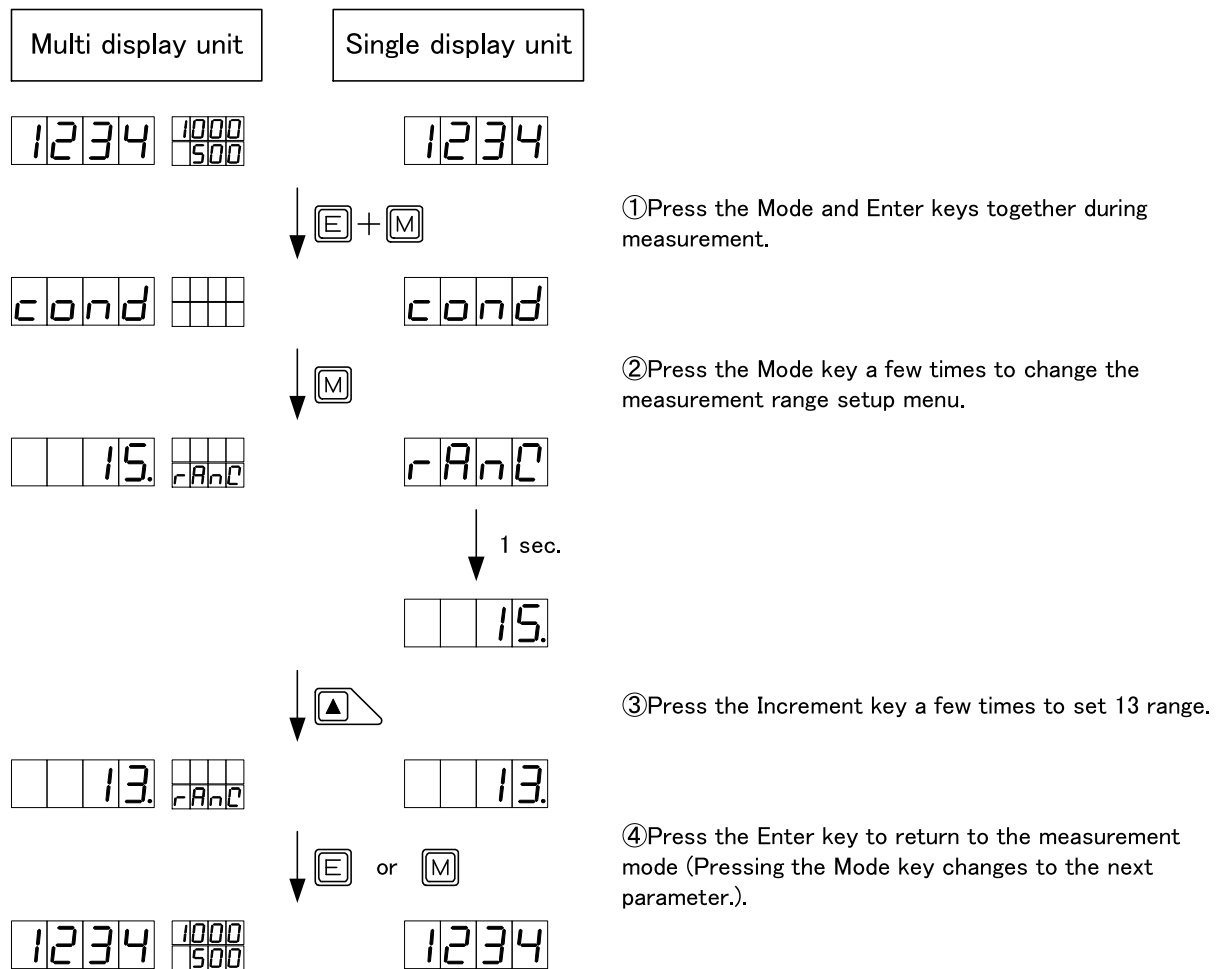 Multi display unit Single display unit
1234 1000 1234
500
E+M ①Press the Mode and Enter keys together during
measurement.
cond cond
M ②Press the Mode key a few times to change the
measurement range setup menu.
15. rAnC rAnC
1 sec.
15.
▲ ③Press the Increment key a few times to set 13 range.
13. rAnC 13.
E or M ④Press the Enter key to return to the measurement
mode (Pressing the Mode key changes to the next
parameter.).
1234 1000 1234
500